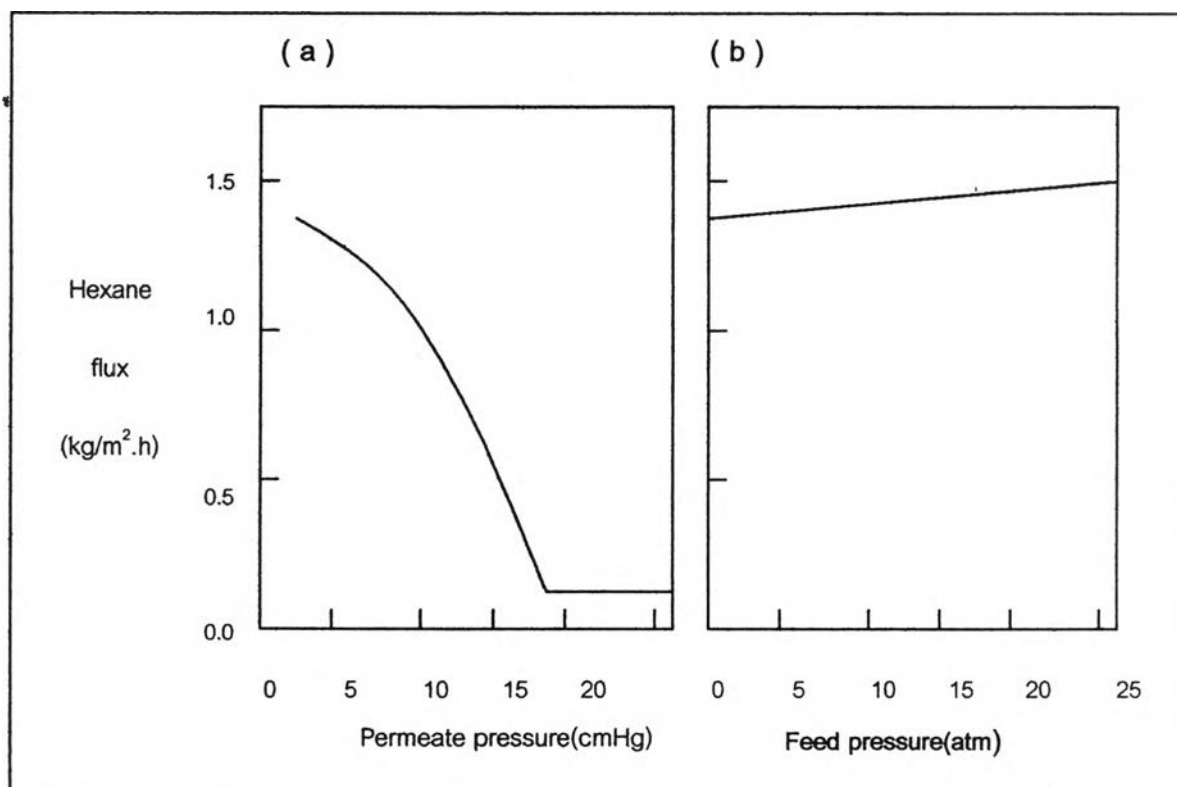 ( a )
( b )
1.5
1.0
0.5
0.0
Hexane
flux
(kg/m².h)
0 5 10 15 20
Permeate pressure(cmHg)
0 5 10 15 20 25
Feed pressure(atm)